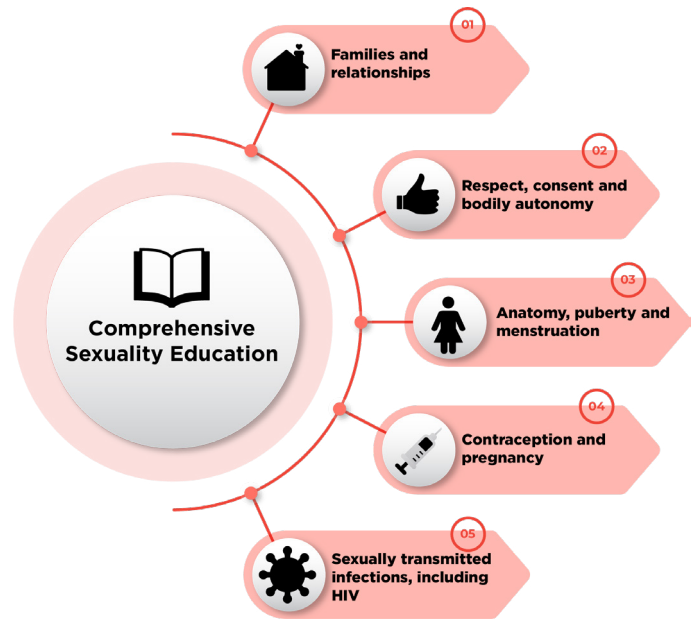 Comprehensive
Sexuality Education
01
Families and
relationships
02
Respect, consent and
bodily autonomy
03
Anatomy, puberty and
menstruation
04
Contraception and
pregnancy
05
Sexually transmitted
infections, including
HIV